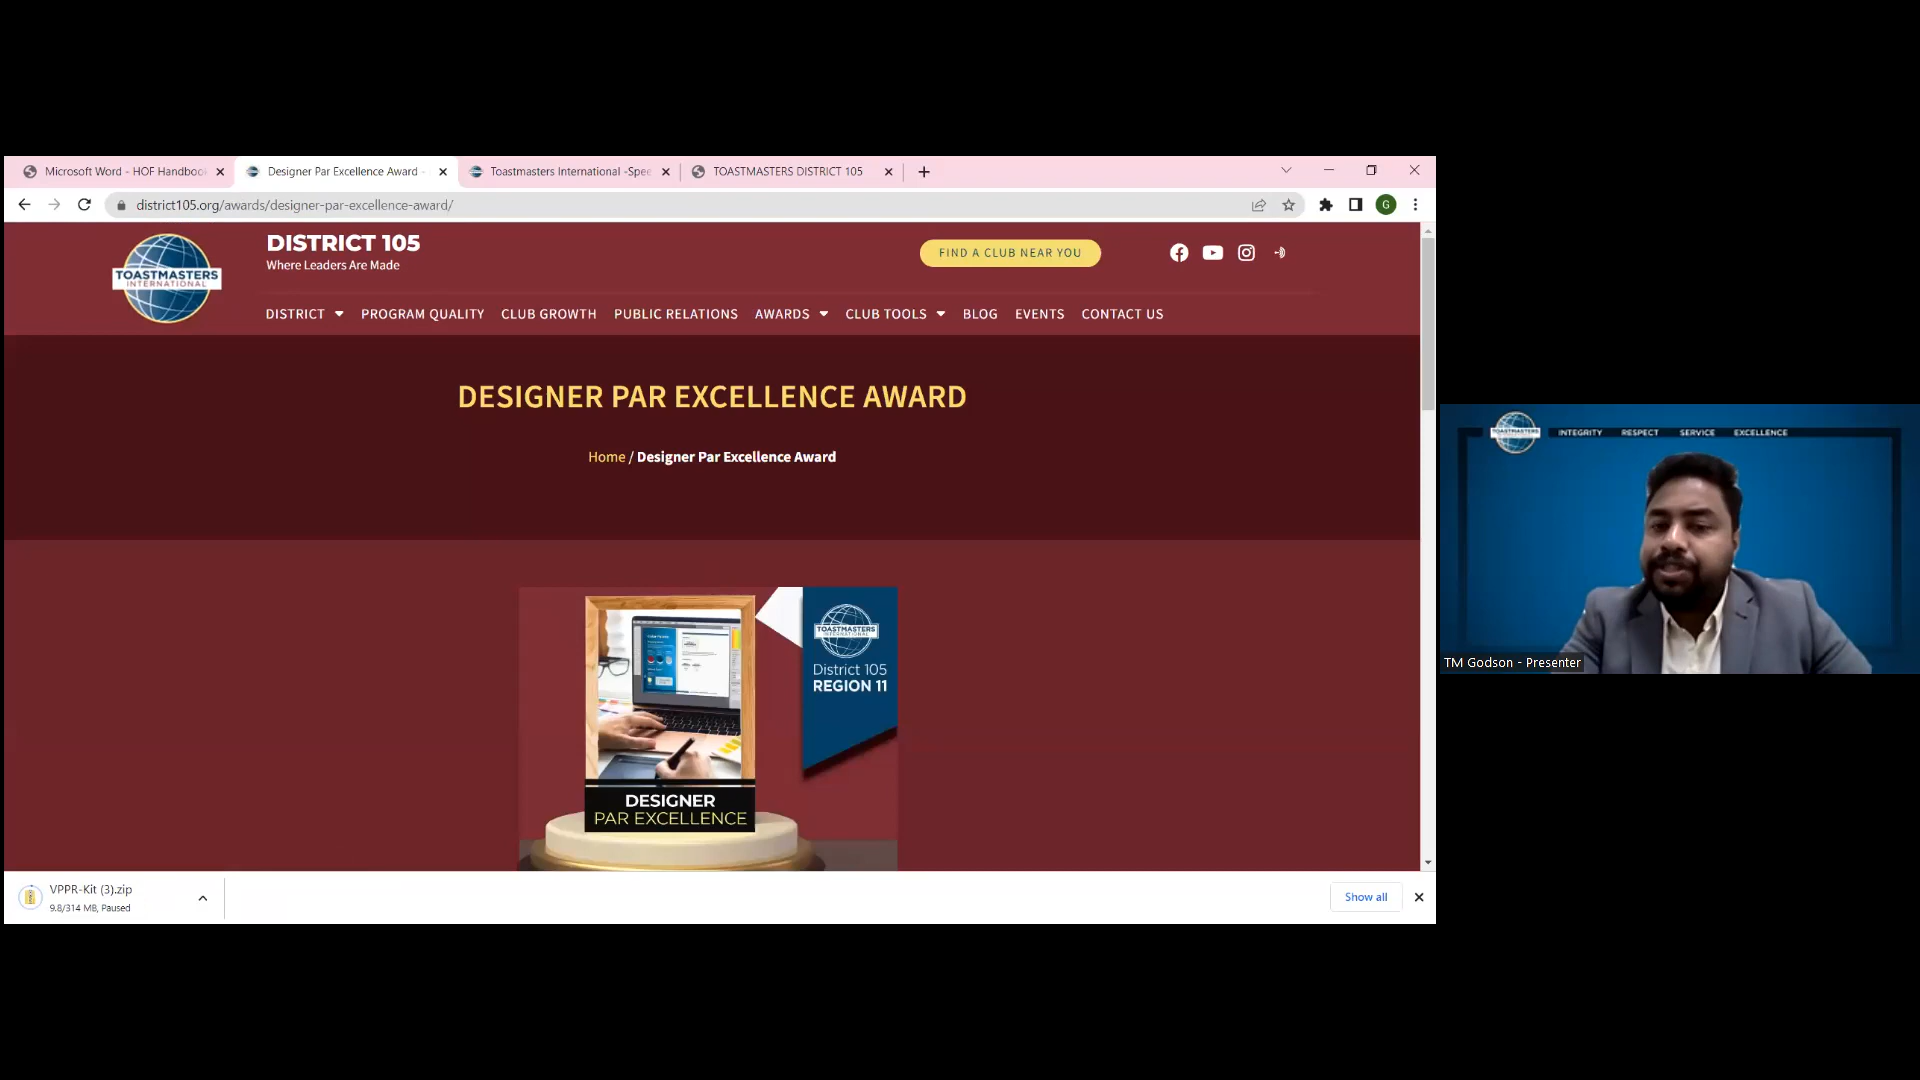 Microsoft Word - HOF Handboo
Designer Par Excellence Award -
Toastmasters International -Spee
TOASTMASTERS DISTRICT 105
district105.org/awards/designer-par-excellence-award/
G
TOASTMASTERS
INTERNATIONAL
DISTRICT 105
Where Leaders Are Made
FIND A CLUB NEAR YOU
DISTRICT
PROGRAM QUALITY
CLUB GROWTH
PUBLIC RELATIONS
AWARDS
CLUB TOOLS
BLOG
EVENTS
CONTACT US
DESIGNER PAR EXCELLENCE AWARD
Home / Designer Par Excellence Award
TOASTMASTERS
INTERNATIONAL
District 105
REGION 11
DESIGNER
PAR EXCELLENCE
TOASTMASTERS
INTEGRITY RESPECT SERVICE EXCELLENCE
TM Godson - Presenter
VPPR-Kit (3).zip
9.8/314 MB, Paused
Show all